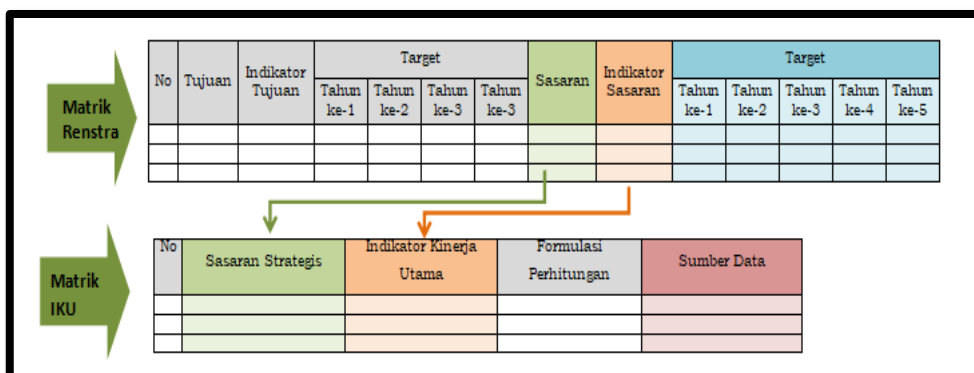 Matrik
Renstra
No
Tujuan
Indikator
Tujuan
Target
Tahun
ke-1
Tahun
ke-2
Tahun
ke-3
Tahun
ke-3
Sasaran
Indikator
Sasaran
Target
Tahun
ke-1
Tahun
ke-2
Tahun
ke-3
Tahun
ke-4
Tahun
ke-5
Matrik
IKU
No
Sasaran Strategis
Indikator Kinerja
Utama
Formulasi
Perhitungan
Sumber Data